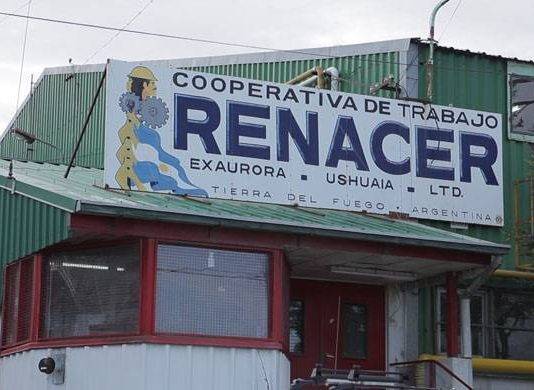 COOPERATIVA DE TRABAJO
RENACER
EXAURORA ▪ USHUAIA ▪ LTD.
TIERRA DEL FUEGO - ARGENTINA